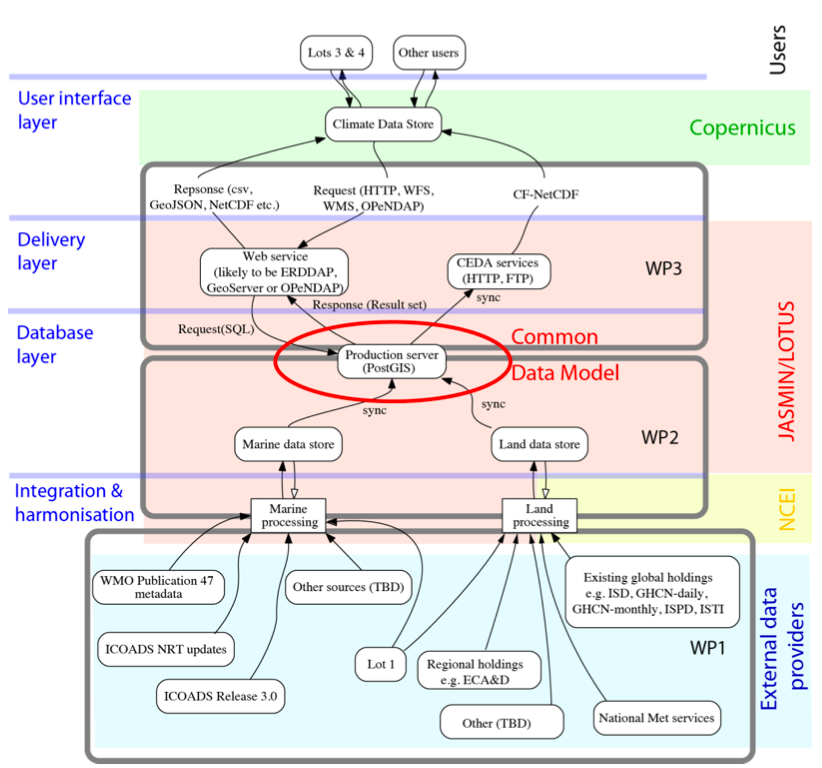 Users
Lots 3 & 4
Other users
User interface
layer
Climate Data Store
Copernicus
Repsonse (csv,
GeoJSON, NetCDF etc.)
Request (HTTP, WFS,
WMS, OPeNDAP)
CF-NetCDF
Delivery
layer
Web service
(likely to be ERDDAP,
GeoServer or OPeNDAP)
CEDA services
(HTTP, FTP)
WP3
sync
Response (Result set)
Request(SQL)
Database
layer
Common
Data Model
Production server
(PostGIS)
JASMIN/LOTUS
sync
sync
Marine data store
Land data store
WP2
Integration &
harmonisation
Marine
processing
Land
processing
NCEI
WMO Publication 47
metadata
Other sources (TBD)
Existing global holdings
e.g. ISD, GHCN-daily,
GHCN-monthly, ISPD, ISTI
ICOADS NRT updates
Lot 1
Regional holdings
e.g. ECA&D
WP1
External data
providers
ICOADS Release 3.0
Other (TBD)
National Met services